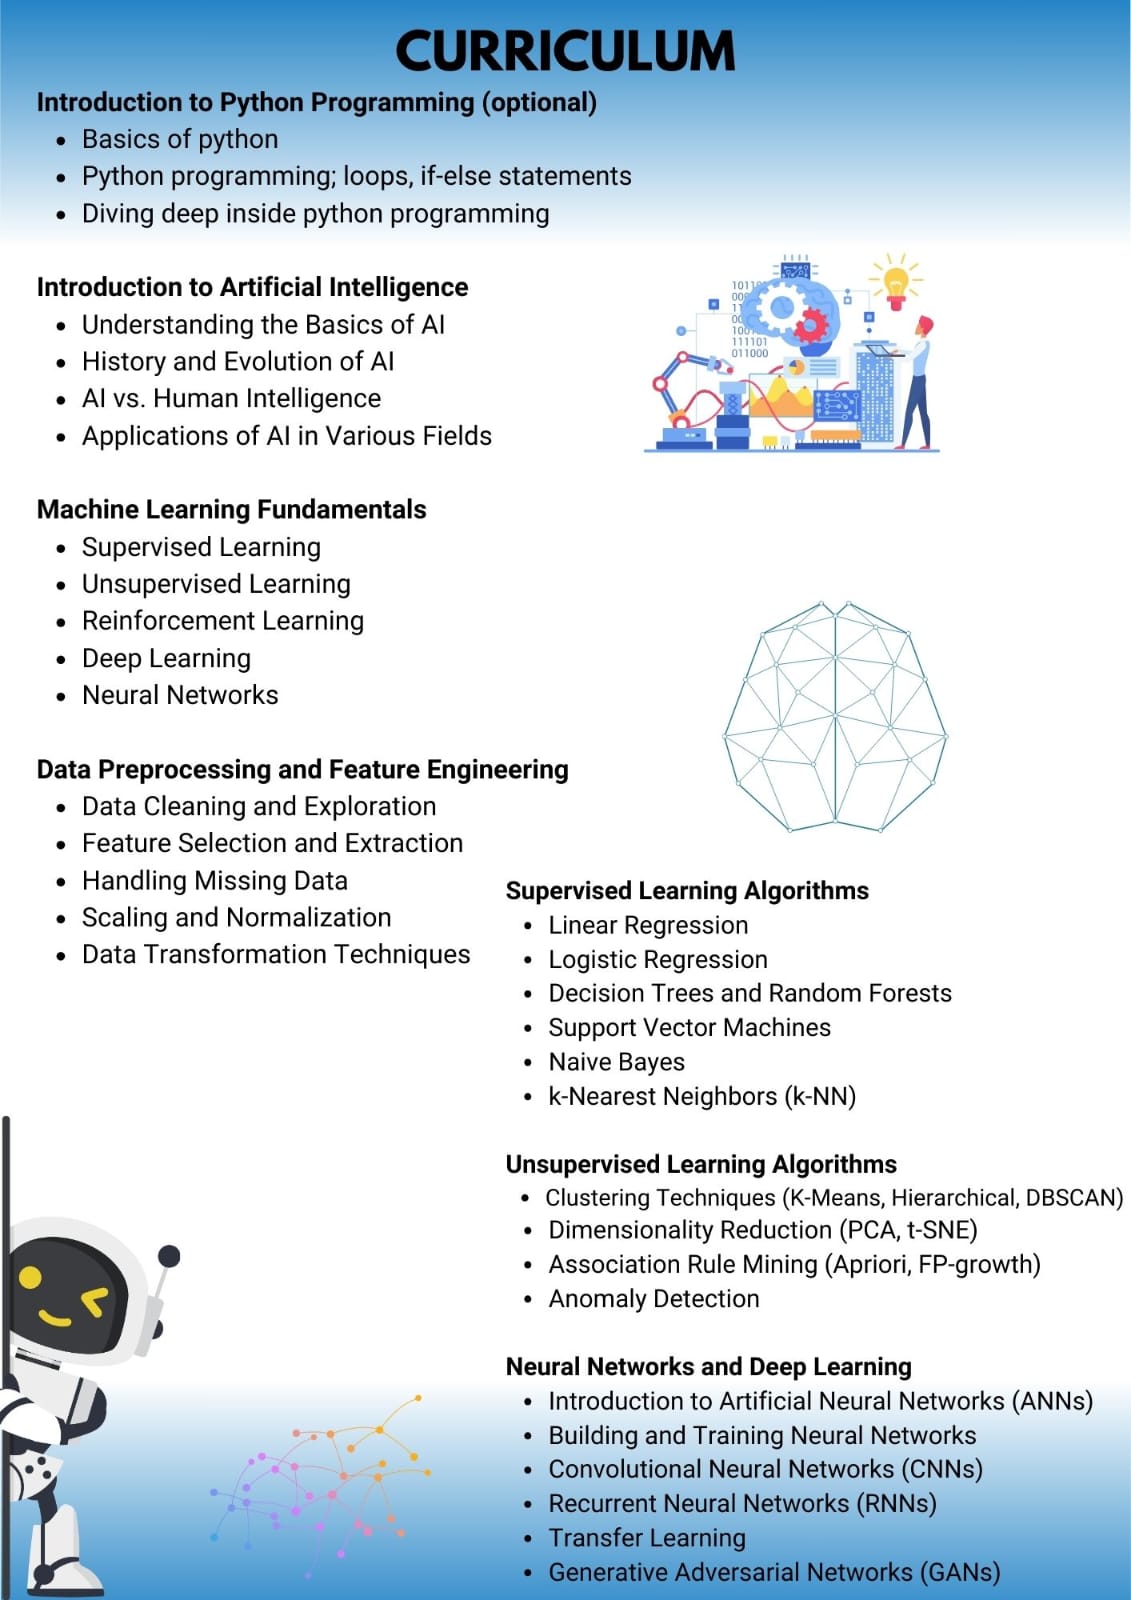 CURRICULUM
Introduction to Python Programming (optional)
• Basics of python
• Python programming; loops, if-else statements
• Diving deep inside python programming
Introduction to Artificial Intelligence
• Understanding the Basics of AI
• History and Evolution of AI
• AI vs. Human Intelligence
• Applications of AI in Various Fields
Machine Learning Fundamentals
• Supervised Learning
• Unsupervised Learning
• Reinforcement Learning
• Deep Learning
• Neural Networks
Data Preprocessing and Feature Engineering
• Data Cleaning and Exploration
• Feature Selection and Extraction
• Handling Missing Data
• Scaling and Normalization
• Data Transformation Techniques
Supervised Learning Algorithms
• Linear Regression
• Logistic Regression
• Decision Trees and Random Forests
• Support Vector Machines
• Naive Bayes
• k-Nearest Neighbors (k-NN)
Unsupervised Learning Algorithms
• Clustering Techniques (K-Means, Hierarchical, DBSCAN)
• Dimensionality Reduction (PCA, t-SNE)
• Association Rule Mining (Apriori, FP-growth)
• Anomaly Detection
Neural Networks and Deep Learning
• Introduction to Artificial Neural Networks (ANNs)
• Building and Training Neural Networks
• Convolutional Neural Networks (CNNs)
• Recurrent Neural Networks (RNNs)
• Transfer Learning
• Generative Adversarial Networks (GANs)
111101
011000